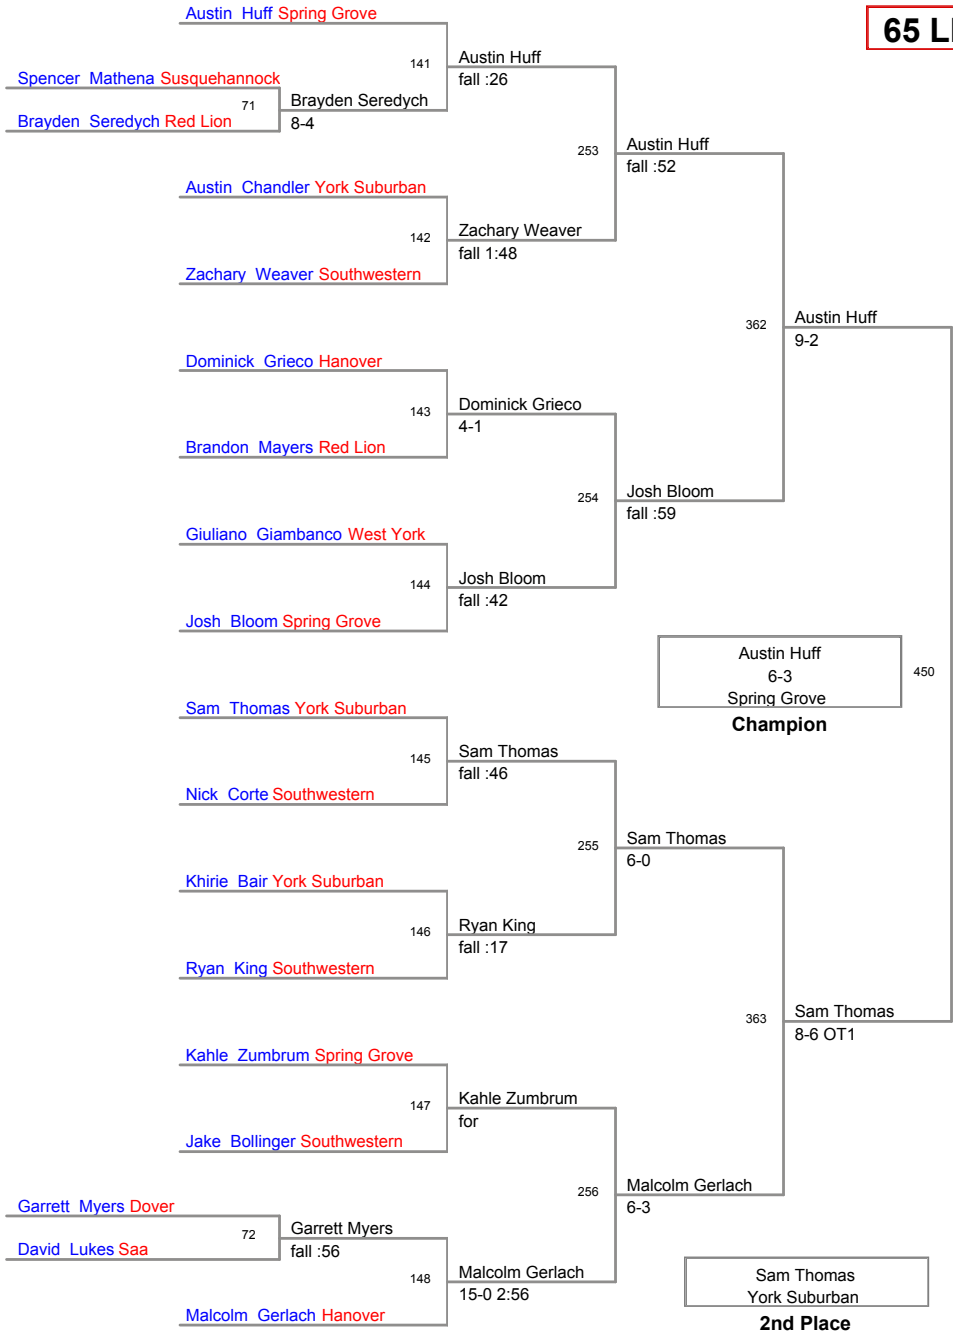 Austin Huff Spring Grove
65 L
141
Austin Huff
fall :26
Spencer Mathena Susquehannock
71
Brayden Seredych
8-4
Brayden Seredych Red Lion
253
Austin Huff
fall :52
Austin Chandler York Suburban
142
Zachary Weaver
fall 1:48
Zachary Weaver Southwestern
362
Austin Huff
9-2
Dominick Grieco Hanover
143
Dominick Grieco
4-1
Brandon Mayers Red Lion
254
Josh Bloom
fall :59
Giuliano Giambanco West York
144
Josh Bloom
fall :42
Josh Bloom Spring Grove
Austin Huff
6-3
Spring Grove
Champion
450
Sam Thomas York Suburban
145
Sam Thomas
fall :46
Nick Corte Southwestern
255
Sam Thomas
6-0
Khirie Bair York Suburban
146
Ryan King
fall :17
Ryan King Southwestern
363
Sam Thomas
8-6 OT1
Kahle Zumbrum Spring Grove
147
Kahle Zumbrum
for
Jake Bollinger Southwestern
256
Malcolm Gerlach
6-3
Garrett Myers Dover
72
Garrett Myers
fall :56
David Lukes Saa
148
Malcolm Gerlach
15-0 2:56
Malcolm Gerlach Hanover
Sam Thomas
York Suburban
2nd Place